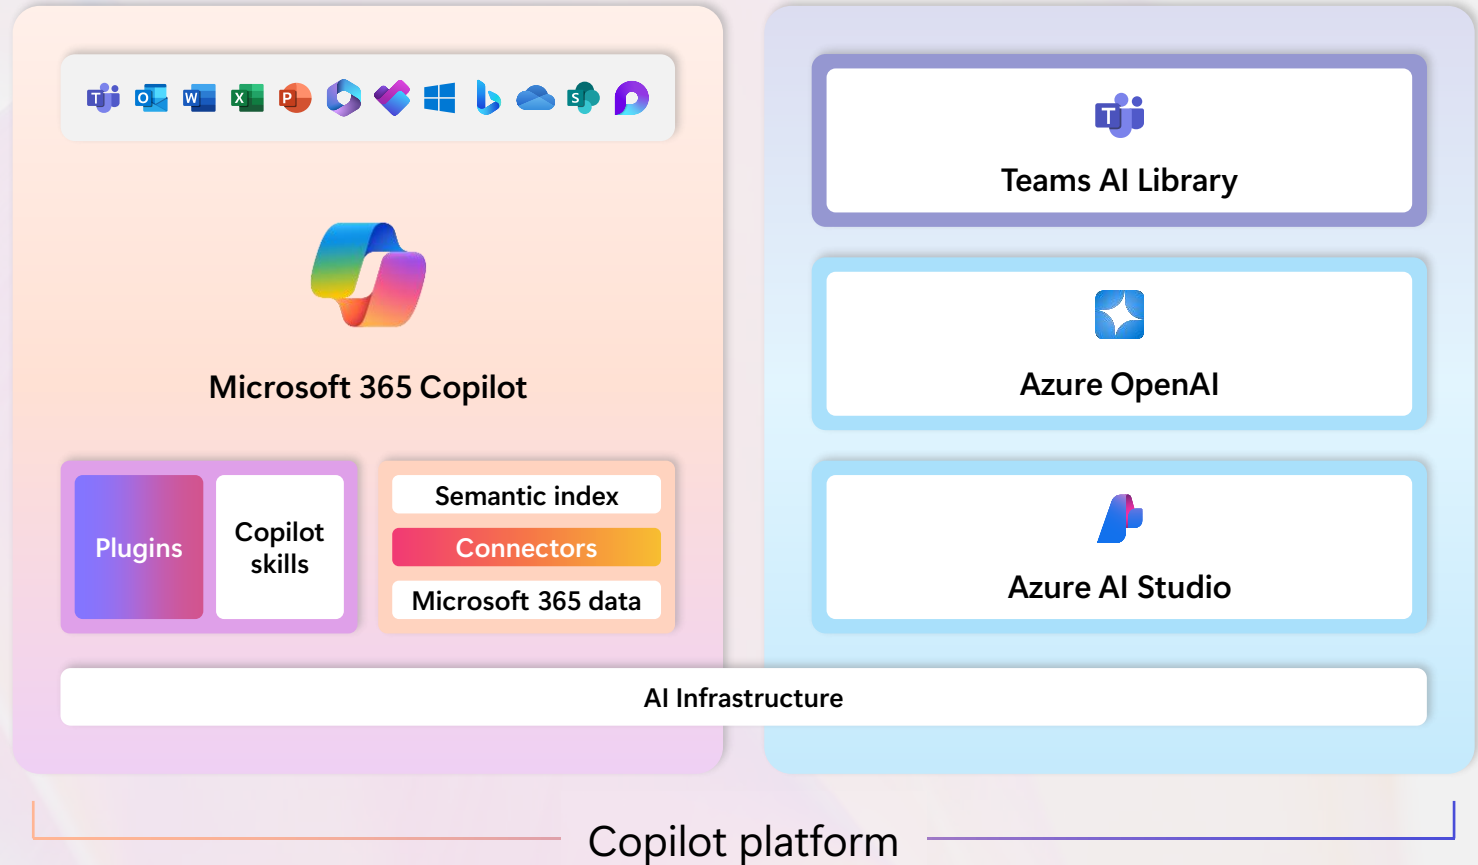 Microsoft 365 Copilot
Plugins
Copilot
skills
Semantic index
Connectors
Microsoft 365 data
Teams AI Library
Azure OpenAI
Azure AI Studio
AI Infrastructure
Copilot platform